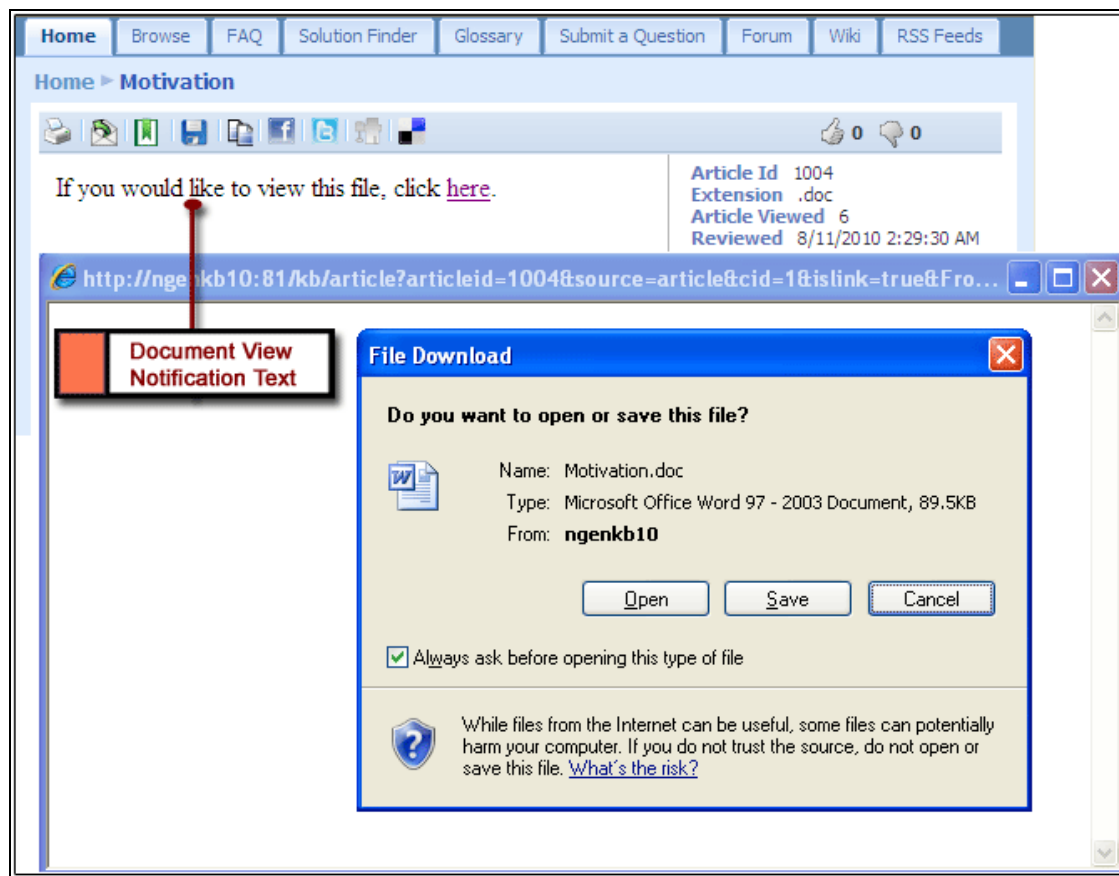 Home Browse FAQ Solution Finder Glossary Submit a Question Forum Wiki RSS Feeds
Home Motivation
0 0
If you would like to view this file, click here.
Article Id 1004
Extension .doc
Article Viewed 6
Reviewed 8/11/2010 2:29:30 AM
http://ngenkb10:81/kb/article?articleid=1004&source=article&cid=1&islink=true&Fro...
Document View
Notification Text
File Download
Do you want to open or save this file?
Name: Motivation.doc
Type: Microsoft Office Word 97 - 2003 Document, 89.5KB
From: ngenkb10
Open Save Cancel
Always ask before opening this type of file
While files from the Internet can be useful, some files can potentially
harm your computer. If you do not trust the source, do not open or
save this file. What's the risk?